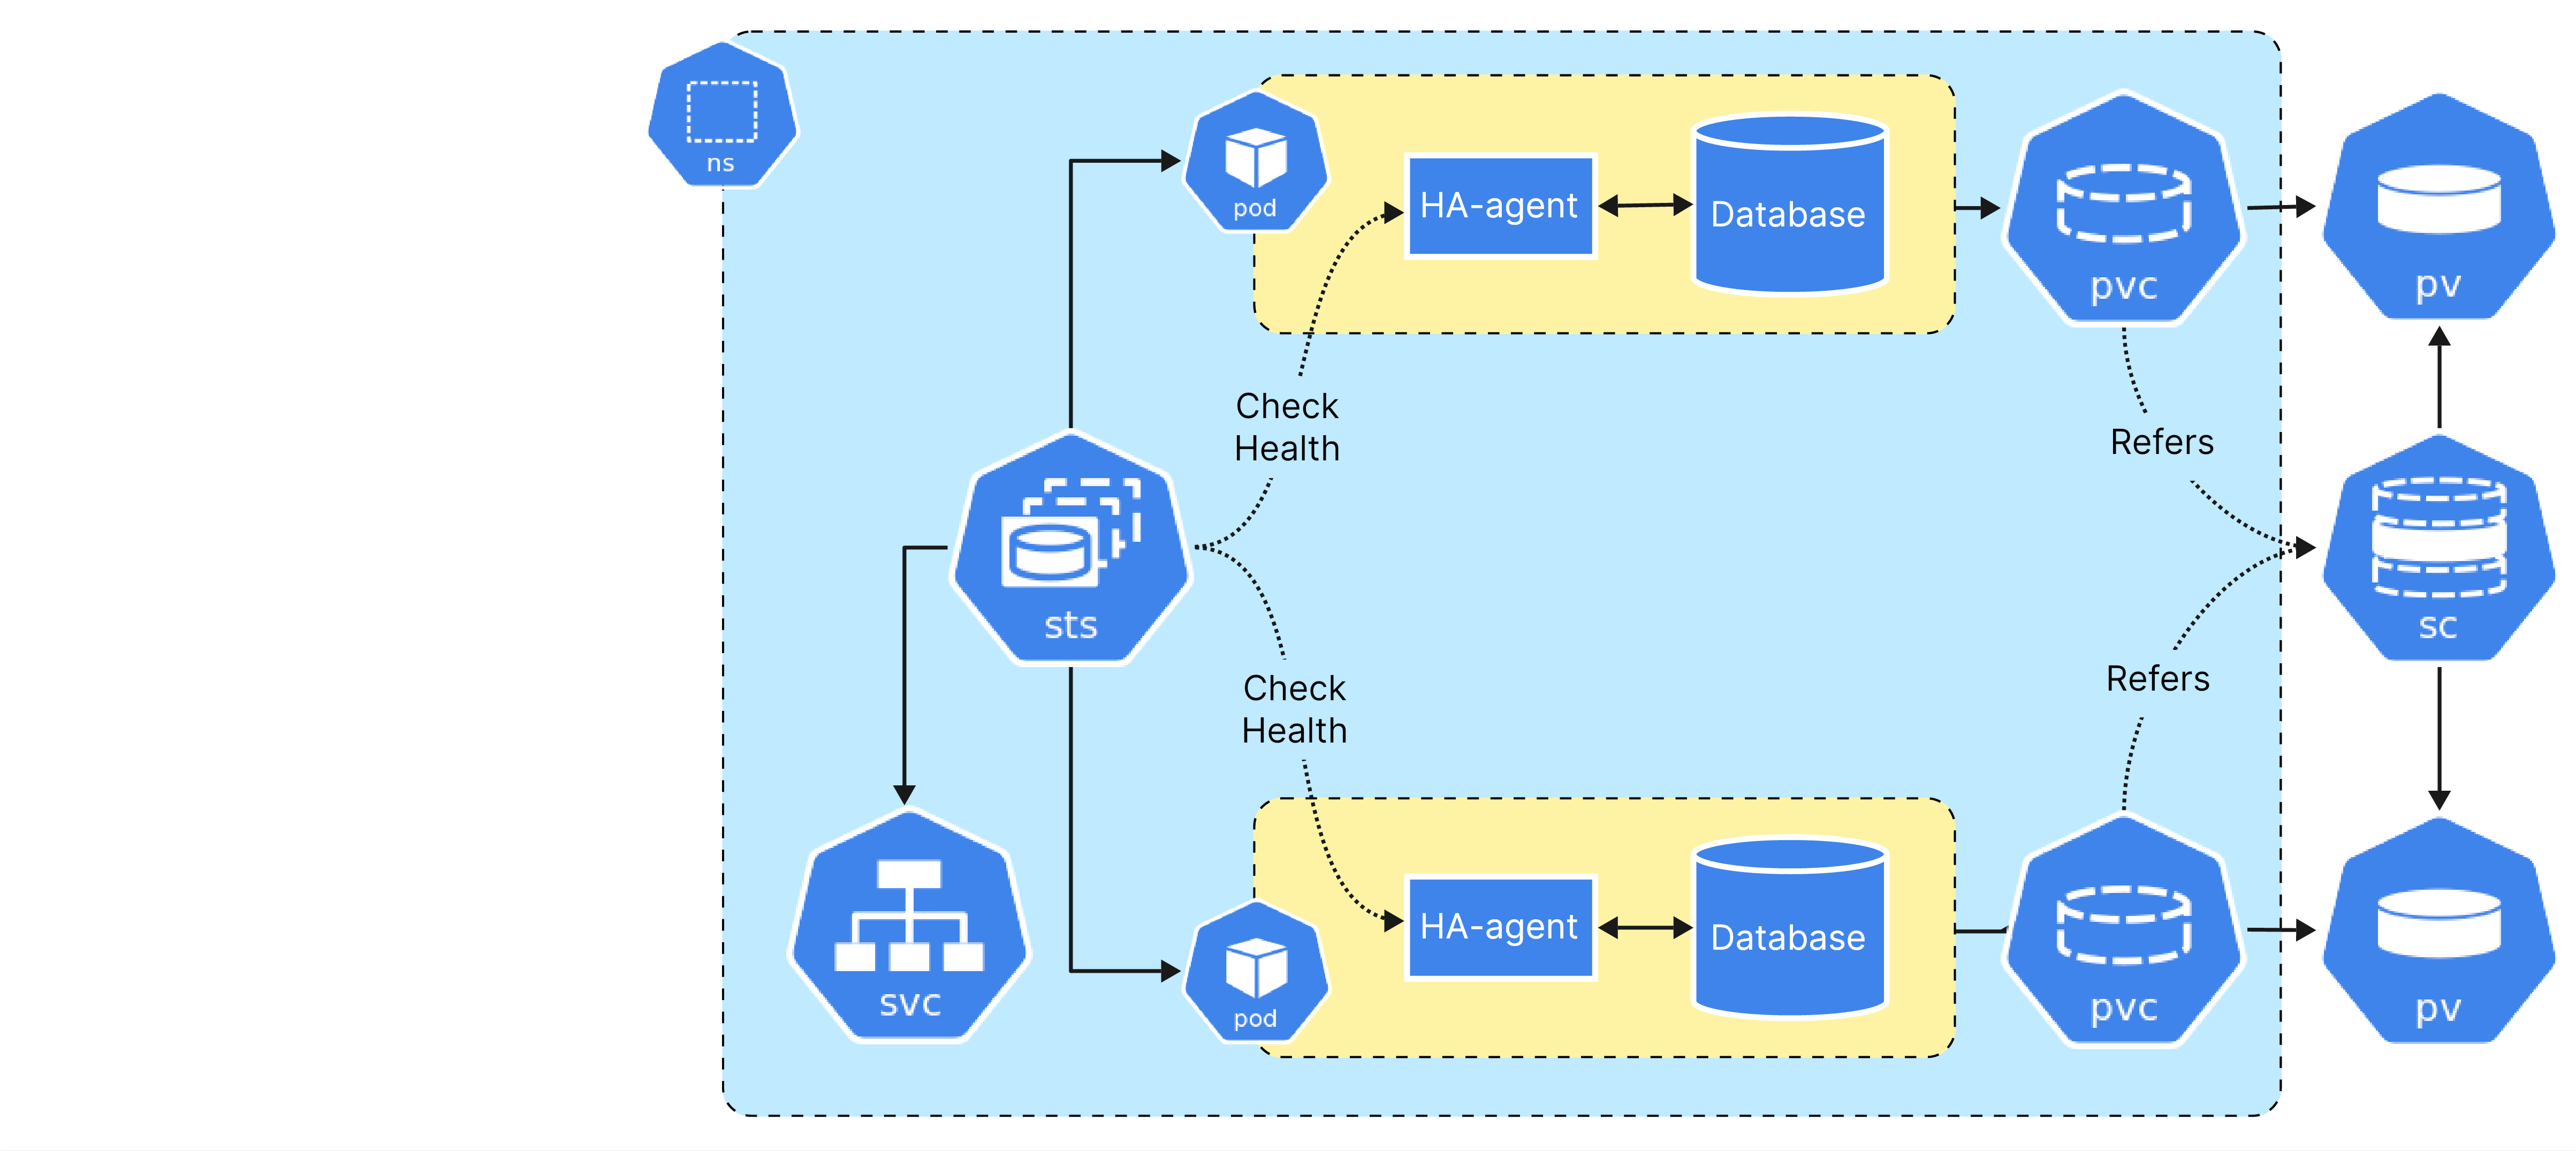 ns
pod
HA-agent
Database
pvc
pv
Check
Health
Refers
sts
sc
Check
Health
Refers
svc
pod
HA-agent
Database
pvc
pv